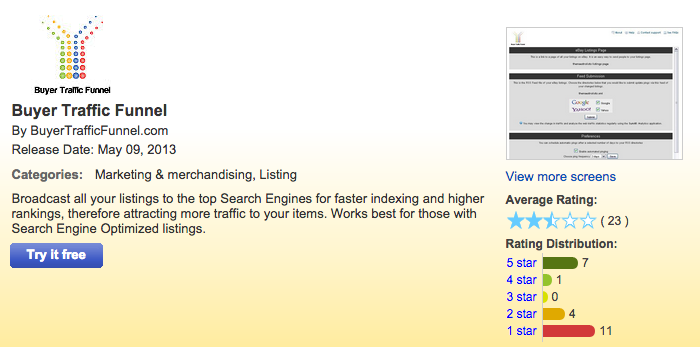 Buyer Traffic Funnel
Buyer Traffic Funnel
By BuyerTrafficFunnel.com
Release Date: May 09, 2013
Categories: Marketing & merchandising, Listing
Broadcast all your listings to the top Search Engines for faster indexing and higher
rankings, therefore attracting more traffic to your items. Works best for those with
Search Engine Optimized listings.
Try it free
eBay Listings Page
Feed Submission
Google
YAHOO!
Preferences
View more screens
Average Rating:
( 23 )
Rating Distribution:
5 star 7
4 star 1
3 star 0
2 star 4
1 star 11